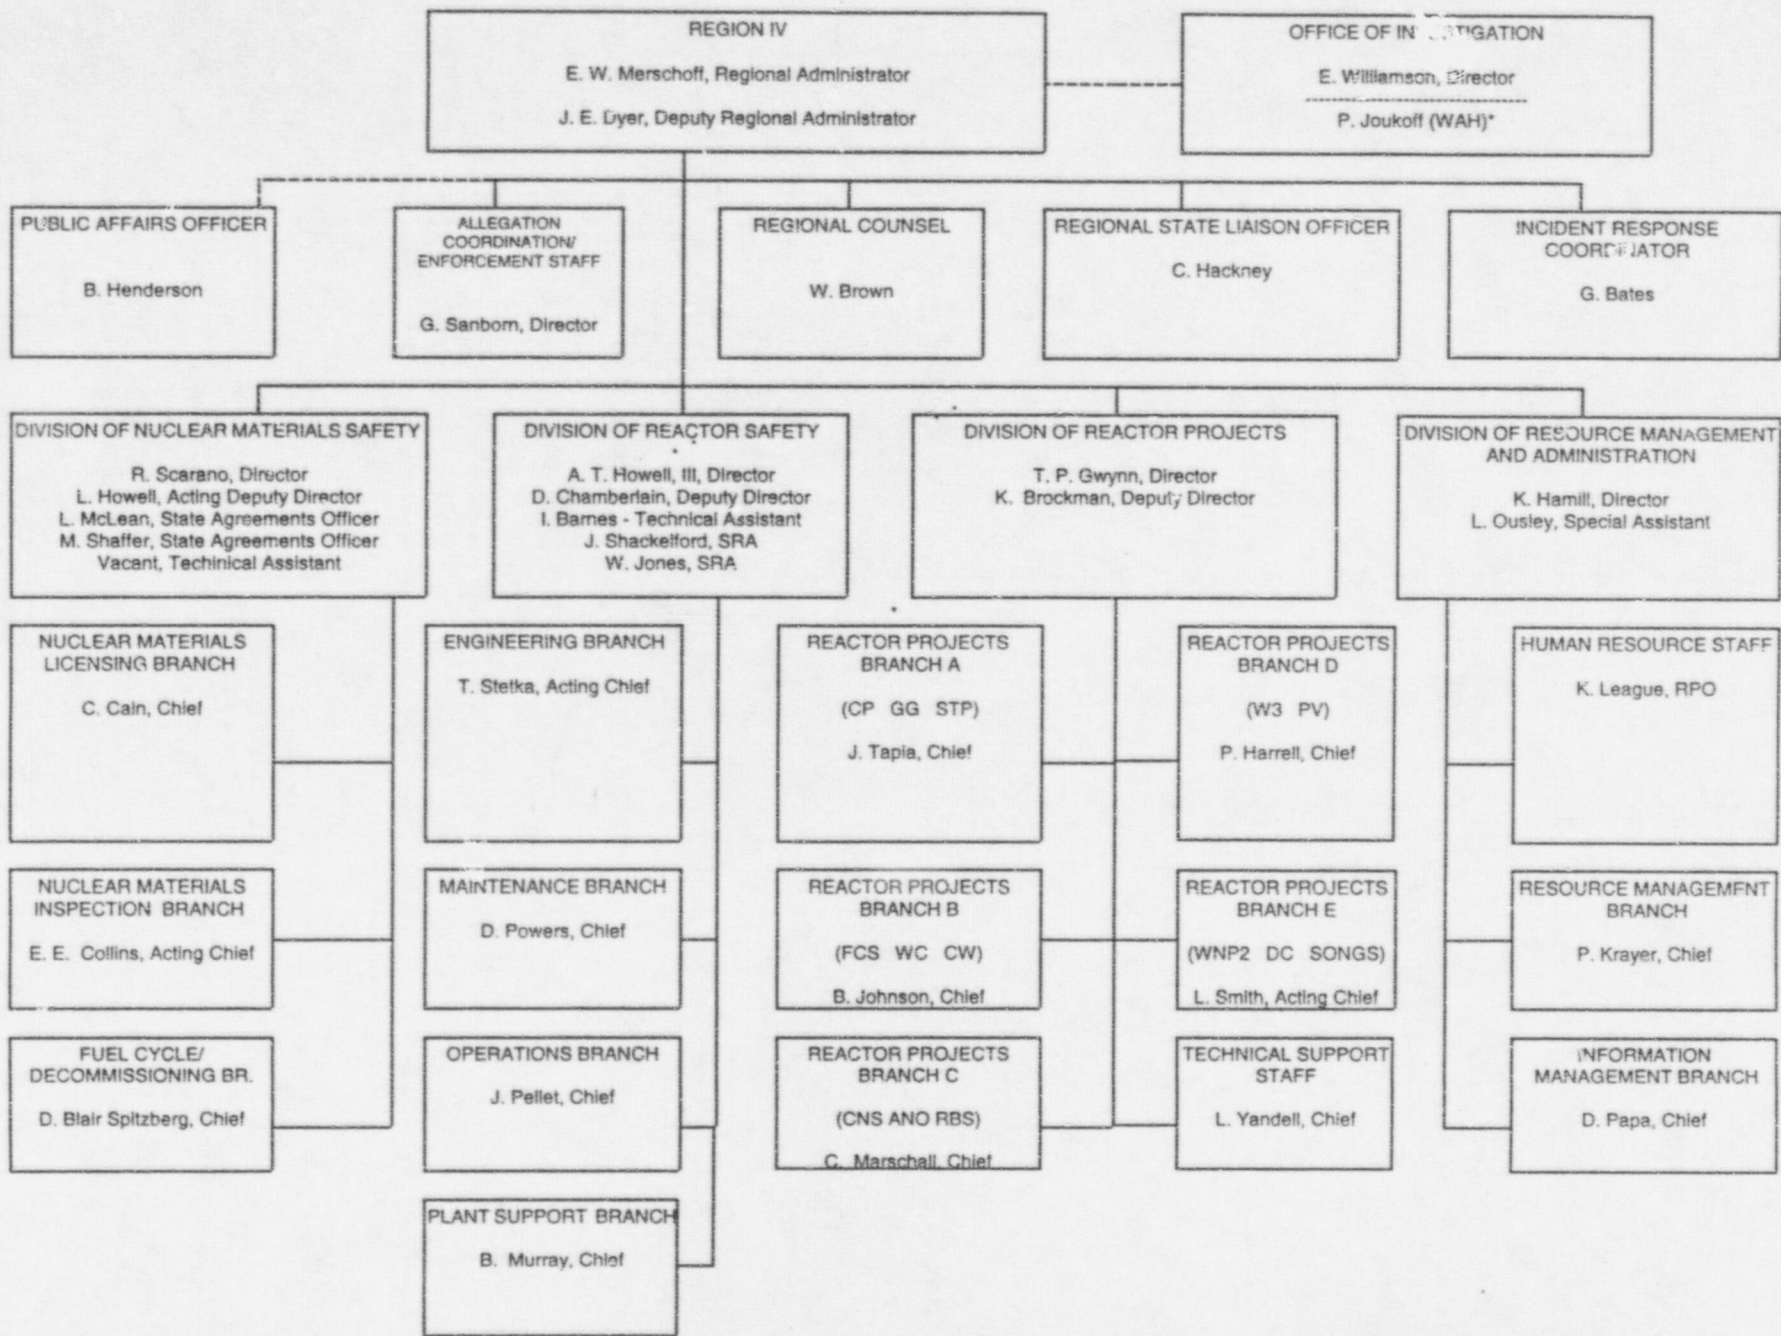 REGION IV
E. W. Merschoff, Regional Administrator
J. E. Dyer, Deputy Regional Administrator
OFFICE OF
E. Williamson, Director
P. Joukoff (WAH)*
PUBLIC AFFAIRS OFFICER
B. Henderson
ALLEGATION
COORDINATION/
ENFORCEMENT STAFF
G. Sanborn, Director
REGIONAL COUNSEL
W. Brown
REGIONAL STATE LIAISON OFFICER
C. Hackney
INCIDENT RESPONSE
COORDINATOR
G. Bates
DIVISION OF NUCLEAR MATERIALS SAFETY
R. Scarano, Director
L. Howell, Acting Deputy Director
L. McLean, State Agreements Officer
M. Shaffer, State Agreements Officer
Vacant, Techinical Assistant
DIVISION OF REACTOR SAFETY
A. T. Howell, III, Director
D. Chamberlain, Deputy Director
I. Barnes - Technical Assistant
J. Shackelford, SRA
W. Jones, SRA
DIVISION OF REACTOR PROJECTS
T. P. Gwynn, Director
K. Brockman, Deputy Director
DIVISION OF RESOURCE MANAGEMENT
AND ADMINISTRATION
K. Hamill, Director
L. Ousley, Special Assistant
NUCLEAR MATERIALS
LICENSING BRANCH
C. Cain, Chief
ENGINEERING BRANCH
T. Stetka, Acting Chief
REACTOR PROJECTS
BRANCH A
(CP GG STP)
J. Tapia, Chief
REACTOR PROJECTS
BRANCH D
(W3 PV)
P. Harrell, Chief
HUMAN RESOURCE STAFF
K. League, RPO
NUCLEAR MATERIALS
INSPECTION BRANCH
E. E. Collins, Acting Chief
MAINTENANCE BRANCH
D. Powers, Chief
REACTOR PROJECTS
BRANCH B
(FCS WC CW)
B. Johnson, Chief
REACTOR PROJECTS
BRANCH E
(WNP2 DC SONGS)
L. Smith, Acting Chief
RESOURCE MANAGEMENT
BRANCH
P. Krayer, Chief
FUEL CYCLE/
DECOMMISSIONING BR.
D. Blair Spitzberg, Chief
OPERATIONS BRANCH
J. Pellet, Chief
REACTOR PROJECTS
BRANCH C
(CNS ANO RBS)
C. Marschall, Chief
TECHNICAL SUPPORT
STAFF
L. Yandell, Chief
INFORMATION
MANAGEMENT BRANCH
D. Papa, Chief
PLANT SUPPORT BRANCH
B. Murray, Chief